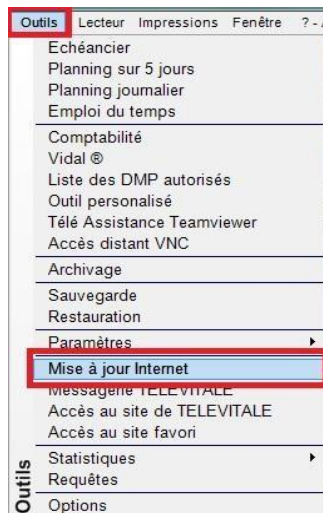 Outils Lecteur Impressions Fenêtre ? -
Echéancier
Planning sur 5 jours
Planning journalier
Emploi du temps
Comptabilité
Vidal ®
Liste des DMP autorisés
Outil personalisé
Télé Assistance Teamviewer
Accès distant VNC
Archivage
Sauvegarde
Restauration
Paramètres
Mise à jour Internet
Messagerie TELEVITALE
Accès au site de TELEVITALE
Accès au site favori
Statistiques
Requêtes
Options
Outils